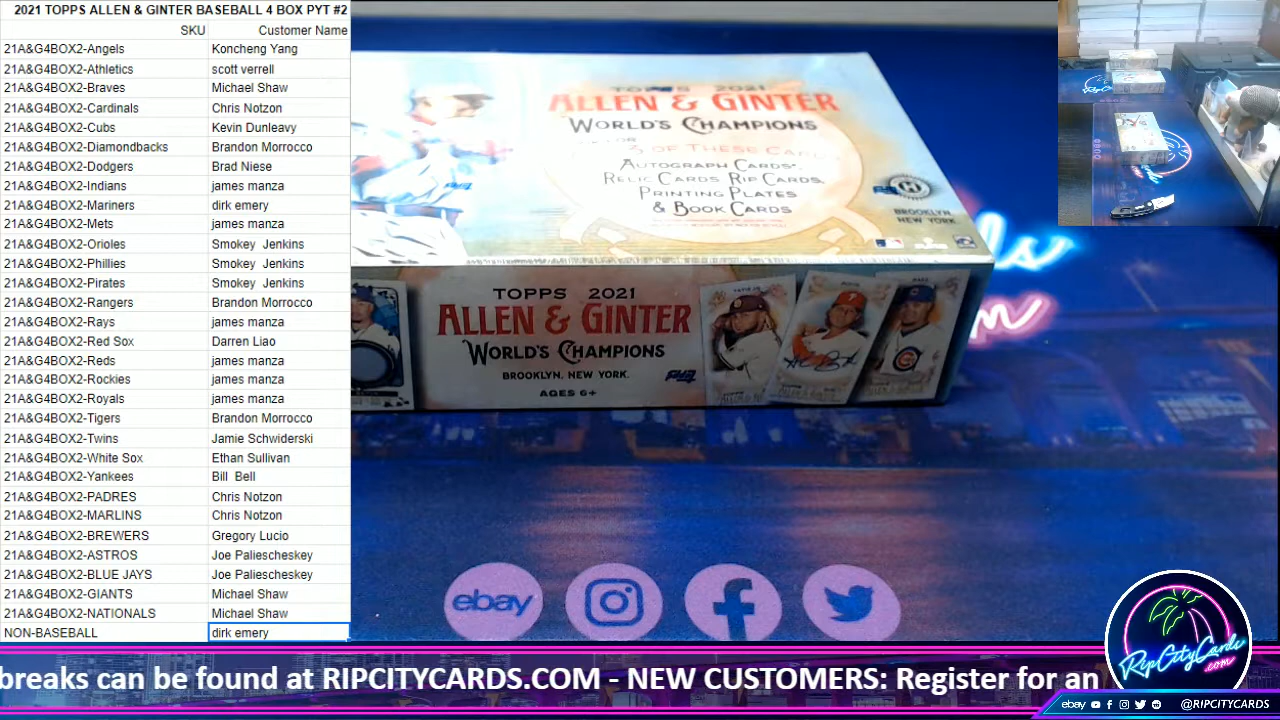 2021 TOPPS ALLEN & GINTER BASEBALL 4 BOX PYT #2
SKU Customer Name
21A&G4BOX2-Angels Koncheng Yang
21A&G4BOX2-Athletics scott verrell
21A&G4BOX2-Braves Michael Shaw
21A&G4BOX2-Cardinals Chris Notzon
21A&G4BOX2-Cubs Kevin Dunleavy
21A&G4BOX2-Diamondbacks Brandon Morrocco
21A&G4BOX2-Dodgers Brad Niese
21A&G4BOX2-Indians james manza
21A&G4BOX2-Mariners dirk emery
21A&G4BOX2-Mets james manza
21A&G4BOX2-Orioles Smokey Jenkins
21A&G4BOX2-Phillies Smokey Jenkins
21A&G4BOX2-Pirates Smokey Jenkins
21A&G4BOX2-Rangers Brandon Morrocco
21A&G4BOX2-Rays james manza
21A&G4BOX2-Red Sox Darren Liao
21A&G4BOX2-Reds james manza
21A&G4BOX2-Rockies james manza
21A&G4BOX2-Royals james manza
21A&G4BOX2-Tigers Brandon Morrocco
21A&G4BOX2-Twins Jamie Schwiderski
21A&G4BOX2-White Sox Ethan Sullivan
21A&G4BOX2-Yankees Bill Bell
21A&G4BOX2-PADRES Chris Notzon
21A&G4BOX2-MARLINS Chris Notzon
21A&G4BOX2-BREWERS Gregory Lucio
21A&G4BOX2-ASTROS Joe Paliescheskey
21A&G4BOX2-BLUE JAYS Joe Paliescheskey
21A&G4BOX2-GIANTS Michael Shaw
21A&G4BOX2-NATIONALS Michael Shaw
NON-BASEBALL dirk emery
TOPPS 2021
ALLEN & GINTER
WORLD'S CHAMPIONS
3 OF THESE CARDS
AUTOGRAPH CARDS*,
RELIC CARDS, RIP CARDS,
PRINTING PLATES
& BOOK CARDS
BROOKLYN,
NEW YORK
TOPPS 2021
ALLEN & GINTER
WORLD'S CHAMPIONS
BROOKLYN, NEW YORK.
AGES 6+
ebay
breaks can be found at RIPCITYCARDS.COM - NEW CUSTOMERS: Register for an
RipCityCards
.com
ebay @RIPCITYCARDS